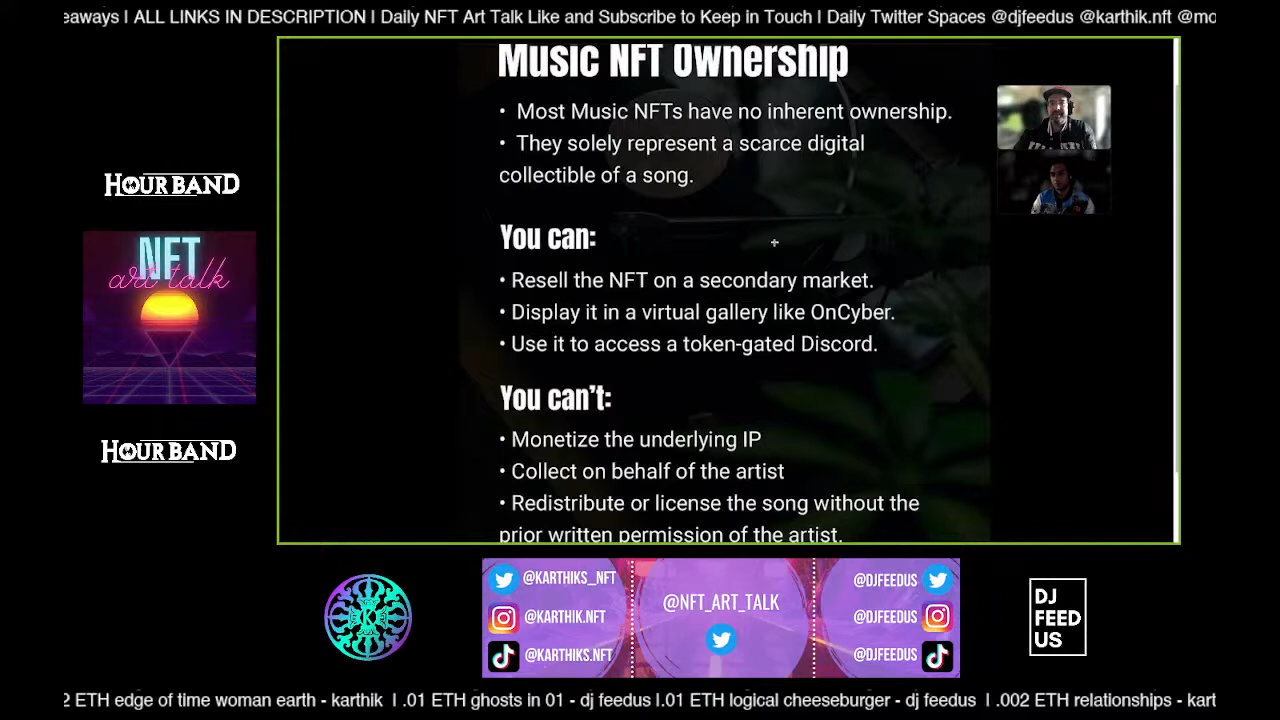 eaways | ALL LINKS IN DESCRIPTION | Daily NFT Art Talk Like and Subscribe to Keep in Touch | Daily Twitter Spaces @djfeedus @karthik.nft @mo
Music NFT Ownership
• Most Music NFTs have no inherent ownership.
• They solely represent a scarce digital
collectible of a song.
You can:
• Resell the NFT on a secondary market.
• Display it in a virtual gallery like OnCyber.
• Use it to access a token-gated Discord.
You can't:
• Monetize the underlying IP
• Collect on behalf of the artist
• Redistribute or license the song without the
prior written permission of the artist.
HOUR BAND
NFT
art talk
HOUR BAND
K
@KARTHIKS_NFT
@KARTHIK.NFT
@KARTHIKS.NFT
@NFT_ART_TALK
@DJFEEDUS
@DJFEEDUS
@DJFEEDUS
DJ
FEED
US
2 ETH edge of time woman earth - karthik | .01 ETH ghosts in 01 - dj feedus |.01 ETH logical cheeseburger - dj feedus | .002 ETH relationships - kart